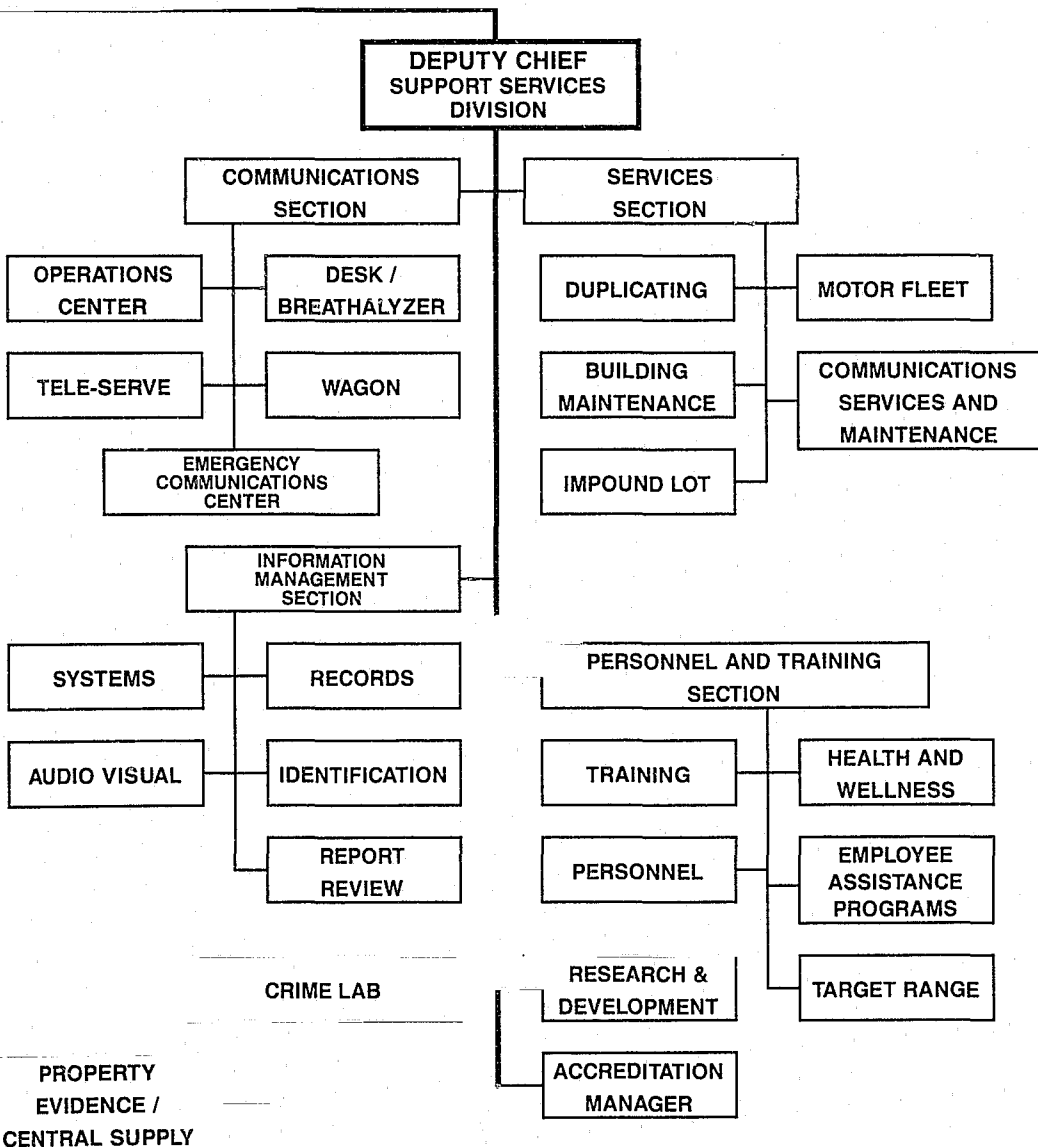 DEPUTY CHIEF
SUPPORT SERVICES
DIVISION
COMMUNICATIONS
SECTION
SERVICES
SECTION
OPERATIONS
CENTER
DESK /
BREATHALYZER
DUPLICATING
MOTOR FLEET
TELE-SERVE
WAGON
BUILDING
MAINTENANCE
COMMUNICATIONS
SERVICES AND
MAINTENANCE
EMERGENCY
COMMUNICATIONS
CENTER
IMPOUND LOT
INFORMATION
MANAGEMENT
SECTION
PERSONNEL AND TRAINING
SECTION
SYSTEMS
RECORDS
AUDIO VISUAL
IDENTIFICATION
TRAINING
HEALTH AND
WELLNESS
REPORT
REVIEW
PERSONNEL
EMPLOYEE
ASSISTANCE
PROGRAMS
CRIME LAB
RESEARCH &
DEVELOPMENT
TARGET RANGE
PROPERTY
EVIDENCE /
CENTRAL SUPPLY
ACCREDITATION
MANAGER